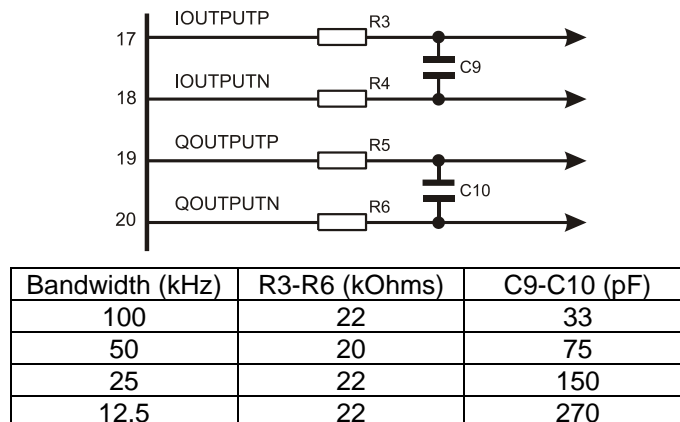 IOUTPUTP
R3
17
C9
IOUTPUTN
R4
18
QOUTPUTP
R5
19
C10
QOUTPUTN
R6
20
Bandwidth (kHz) R3-R6 (kOhms) C9-C10 (pF)
100 22 33
50 20 75
25 22 150
12.5 22 270